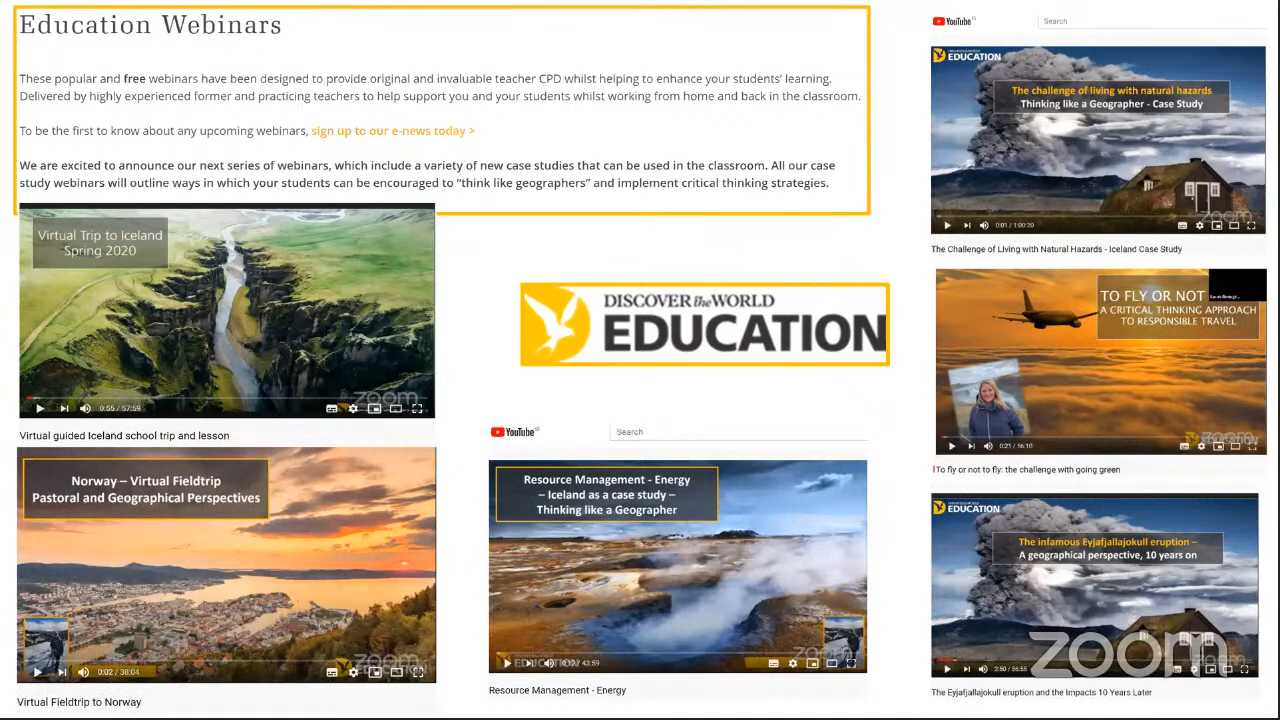 Education Webinars
These popular and free webinars have been designed to provide original and invaluable teacher CPD whilst helping to enhance your students' learning.
Delivered by highly experienced former and practicing teachers to help support you and your students whilst working from home and back in the classroom.
To be the first to know about any upcoming webinars, sign up to our e-news today >
We are excited to announce our next series of webinars, which include a variety of new case studies that can be used in the classroom. All our case
study webinars will outline ways in which your students can be encouraged to "think like geographers" and implement critical thinking strategies.
Virtual Trip to Iceland
Spring 2020
zoom
0:55 / 57:59
Virtual guided Iceland school trip and lesson
Norway – Virtual Fieldtrip
Pastoral and Geographical Perspectives
zoom
0:02 / 38:04
Virtual Fieldtrip to Norway
DISCOVER the WORLD
EDUCATION
YouTube
Search
Resource Management - Energy
– Iceland as a case study –
Thinking like a Geographer
zoom
/ 43:59
Resource Management - Energy
YouTube
Search
EDUCATION
The challenge of living with natural hazards
Thinking like a Geographer - Case Study
zoom
0:01 / 1:00:20
The Challenge of Living with Natural Hazards - Iceland Case Study
TO FLY OR NOT
A CRITICAL THINKING APPROACH
TO RESPONSIBLE TRAVEL
zoom
EDUCATION
0:21 / 56:10
To fly or not to fly: the challenge with going green
EDUCATION
The infamous Eyjafjallajokull eruption –
A geographical perspective, 10 years on
zoom
2:50 / 56:55
The Eyjafjallajokull eruption and the Impacts 10 Years Later